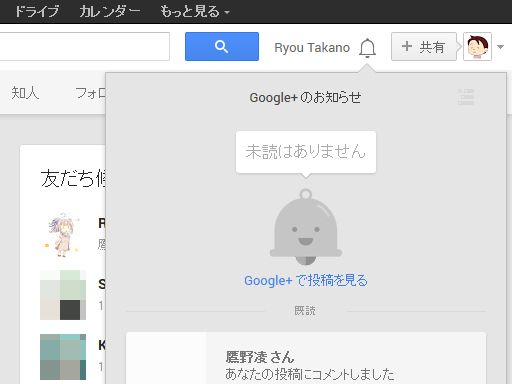 ドライブ カレンダー もっと見る
Ryou Takano + 共有
知人 フォロ
Google+ のお知らせ
未読はありません
友だち候
Google+ で投稿を見る
既読
鷹野凌 さん
あなたの投稿にコメントしました